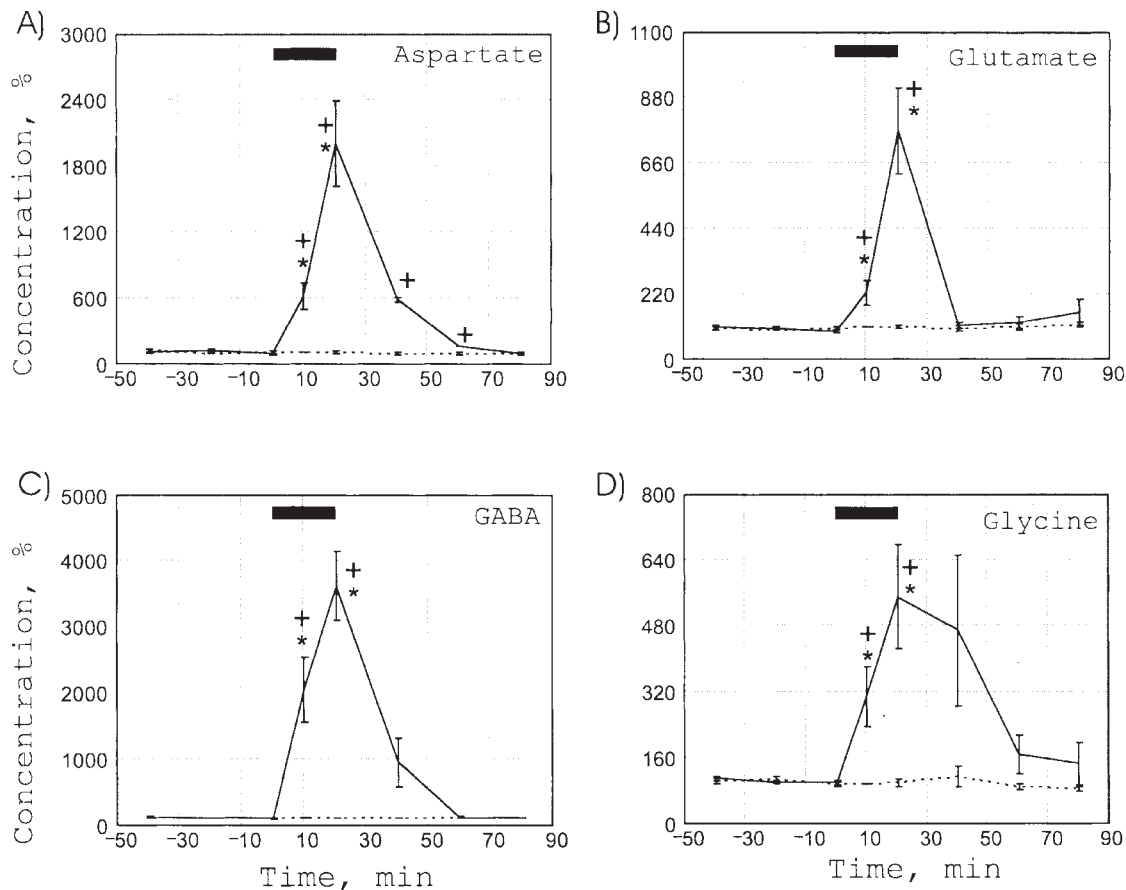 A)
Aspartate
Concentration, %
3000
2400
1800
1200
600
0
+
*
+
*
+
+
−50 −30 −10 10 30 50 70 90
B)
Glutamate
1100
880
660
440
220
0
+
*
+
*
−50 −30 −10 10 30 50 70 90
C)
GABA
Concentration, %
5000
4000
3000
2000
1000
0
+
*
+
*
−50 −30 −10 10 30 50 70 90
Time, min
D)
Glycine
800
640
480
320
160
0
+
*
+
*
−50 −30 −10 10 30 50 70 90
Time, min